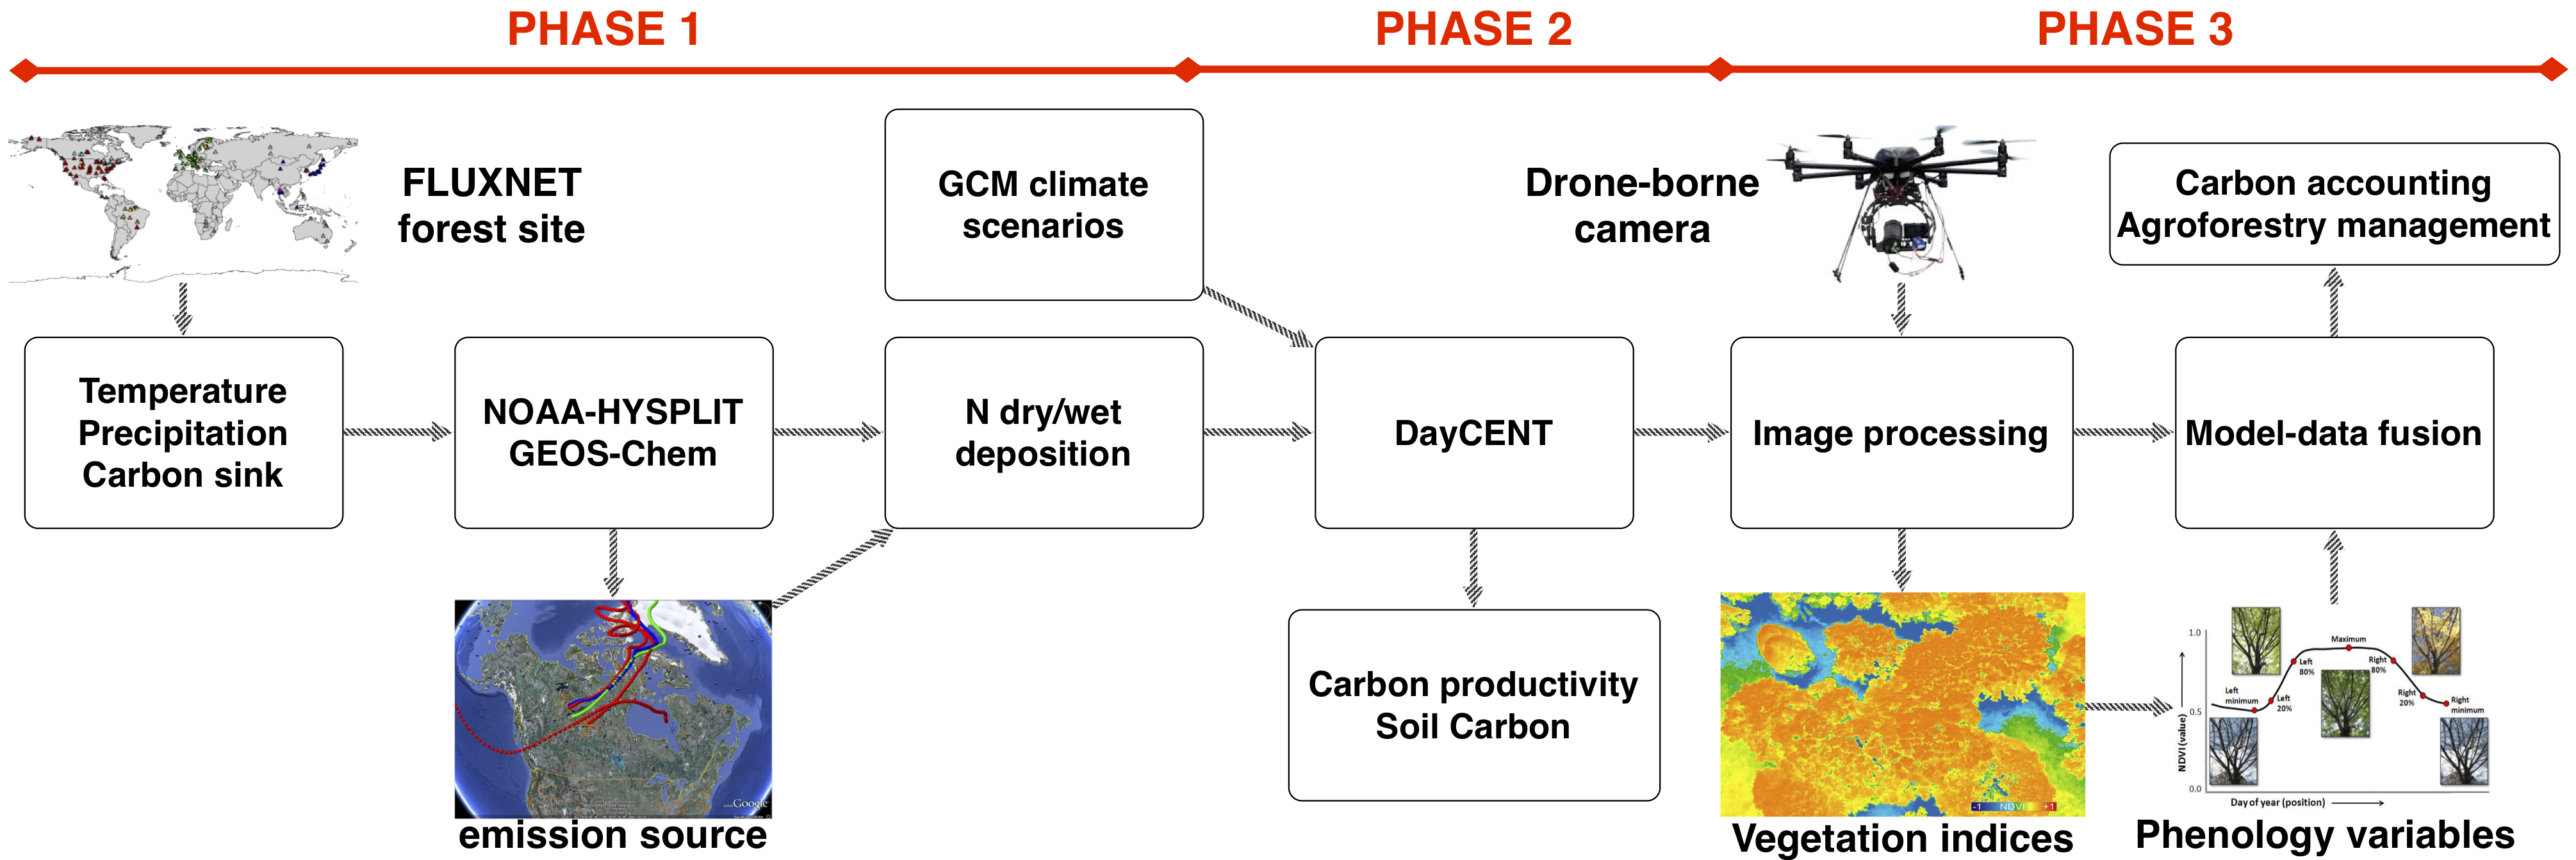 PHASE 1
PHASE 2
PHASE 3
FLUXNET
forest site
GCM climate
scenarios
Drone-borne
camera
Carbon accounting
Agroforestry management
Temperature
Precipitation
Carbon sink
NOAA-HYSPLIT
GEOS-Chem
N dry/wet
deposition
DayCENT
Image processing
Model-data fusion
Google
emission source
Carbon productivity
Soil Carbon
-1 NDVI +1
Vegetation indices
1.0
0.5
0.0
NDVI (value)
Left
minimum
Left
20%
Left
80%
Maximum
Right
80%
Right
20%
Right
minimum
Day of year (position)
Phenology variables